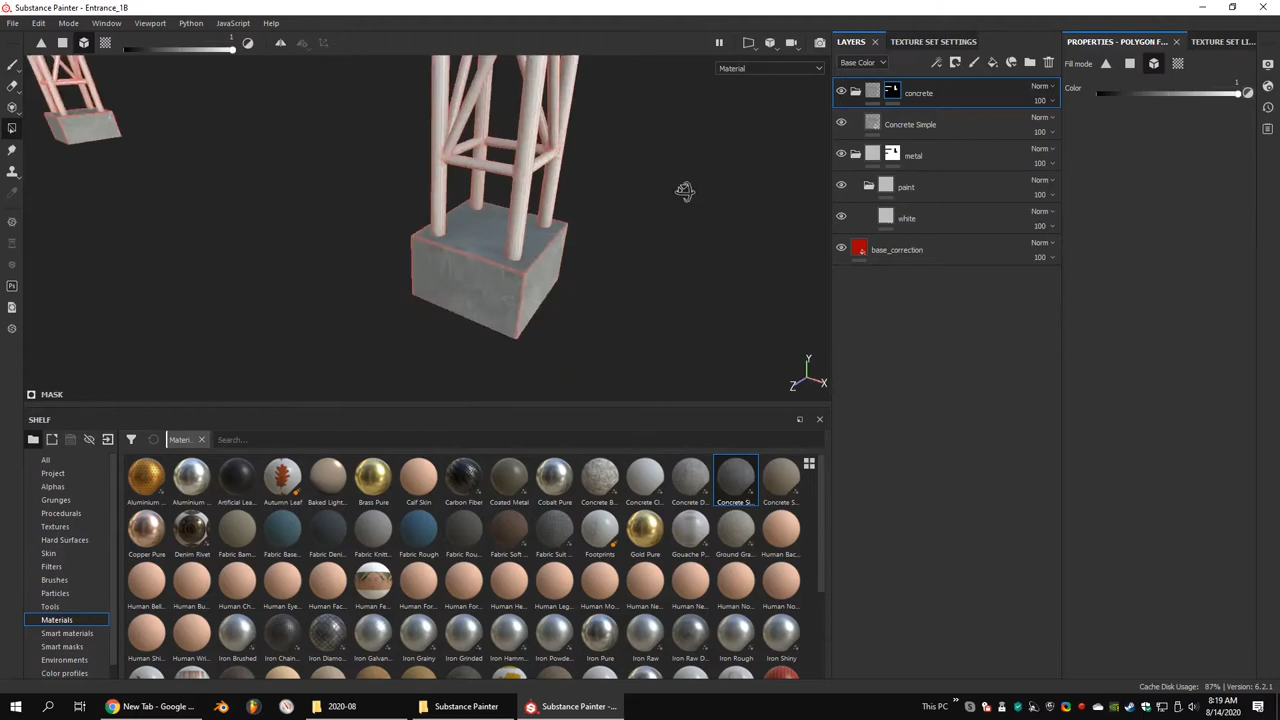 Substance Painter - Entrance_1B
File Edit Mode Window Viewport Python JavaScript Help
1
Material
MASK
Y
Z X
LAYERS TEXTURE SET SETTINGS
Base Color
concrete Norm 100
Concrete Simple Norm 100
metal Norm 100
paint Norm 100
white Norm 100
base_correction Norm 100
PROPERTIES - POLYGON F... TEXTURE SET LI...
Fill mode
Color 1
SHELF
Materi... Search...
All
Project
Alphas
Grunges
Procedurals
Textures
Hard Surfaces
Skin
Filters
Brushes
Particles
Tools
Materials
Smart materials
Smart masks
Environments
Color profiles
Aluminium ... Aluminium ... Artificial Lea... Autumn Leaf Baked Light... Brass Pure Calf Skin Carbon Fiber Coated Metal Cobalt Pure Concrete B... Concrete Cl... Concrete D... Concrete Si... Concrete S...
Copper Pure Denim Rivet Fabric Bam... Fabric Base... Fabric Deni... Fabric Knitt... Fabric Rough Fabric Rou... Fabric Soft ... Fabric Suit ... Footprints Gold Pure Gouache P... Ground Gra... Human Bac...
Human Bell... Human Bu... Human Ch... Human Eye... Human Fac... Human Fe... Human For... Human For... Human He... Human Leg... Human Mo... Human Ne... Human Ne... Human No... Human No...
Human Shi... Human Wri... Iron Brushed Iron Chain... Iron Diamo... Iron Galvan... Iron Grainy Iron Grinded Iron Hamm... Iron Powde... Iron Pure Iron Raw Iron Raw D... Iron Rough Iron Shiny
Cache Disk Usage: 87% | Version: 6.2.1
New Tab - Google ... 2020-08 Substance Painter Substance Painter -... This PC 8:19 AM
8/14/2020